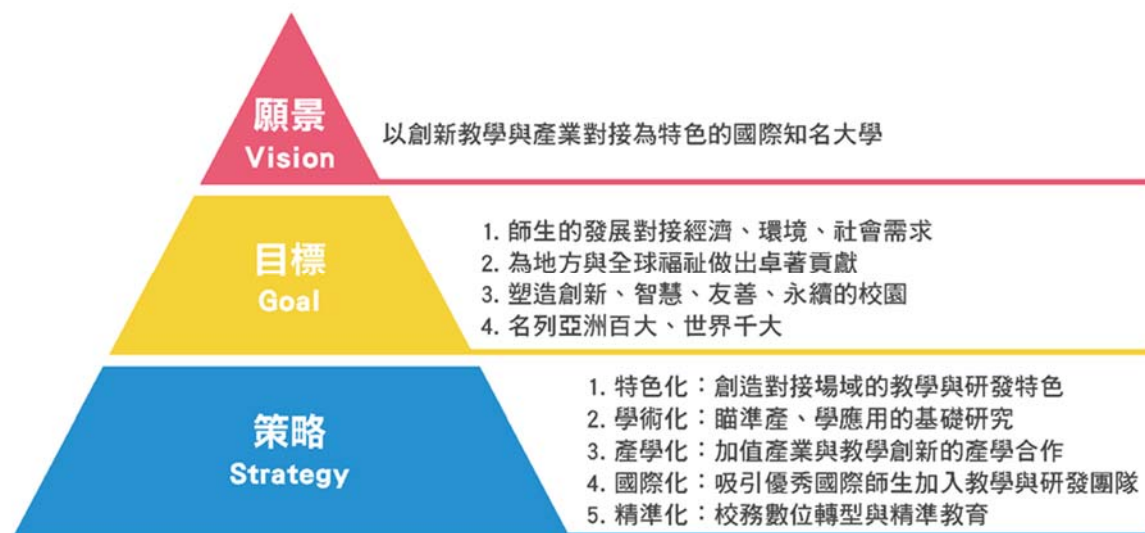 願景
Vision
以創新教學與產業對接為特色的國際知名大學
目標
Goal
1. 師生的發展對接經濟、環境、社會需求
2. 為地方與全球福祉做出卓著貢獻
3. 塑造創新、智慧、友善、永續的校園
4. 名列亞洲百大、世界千大
策略
Strategy
1. 特色化：創造對接場域的教學與研發特色
2. 學術化：瞄準產、學應用的基礎研究
3. 產學化：加值產業與教學創新的產學合作
4. 國際化：吸引優秀國際師生加入教學與研發團隊
5. 精準化：校務數位轉型與精準教育